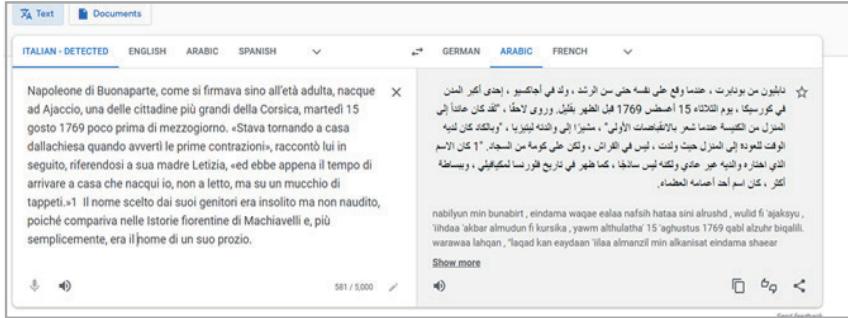 Text Documents
ITALIAN - DETECTED ENGLISH ARABIC SPANISH GERMAN ARABIC FRENCH
Napoleone di Buonaparte, come si firmava sino all'età adulta, nacque
ad Ajaccio, una delle cittadine più grandi della Corsica, martedì 15
gosto 1769 poco prima di mezzogiorno. «Stava tornando a casa
dallachiesa quando avvertì le prime contrazioni», raccontò lui in
seguito, riferendosi a sua madre Letizia, «ed ebbe appena il tempo di
arrivare a casa che nacqui io, non a letto, ma su un mucchio di
tappeti.»1 Il nome scelto dai suoi genitori era insolito ma non naudito,
poiché compariva nelle Istorie fiorentine di Machiavelli e, più
semplicemente, era il nome di un suo prozio.
581 / 5,000
نابليون من بونابرت ، عندما وقع على نفسه حتى سن الرشد ، ولد في أجاكسيو ، إحدى أكبر المدن
في كورسيكا ، يوم الثلاثاء 15 أغسطس 1769 قبل الظهر بقليل. وروى لاحقًا ، "لقد كان عائداً إلى
المنزل من الكنيسة عندما شعر بالانقباضات الأولى" ، مشيرًا إلى والدته ليتيزيا ، "وبالكاد كان لديه
الوقت للعودة إلى المنزل حيث ولدت ، ليس في الفراش ، ولكن على كومة من السجاد. "1 كان الاسم
الذي اختاره والديه غير عادي ولكنه ليس ساذجًا ، كما ظهر في تاريخ فلورنسا لمكيافيلي ، وببساطة
أكثر ، كان اسم أحد أعمامه العظماء.
nabilyun min bunabirt , eindama waqae ealaa nafsih hataa sini alrushd , wulid fi 'ajaksyu ,
'iihdaa 'akbar almudun fi kursika , yawm althulatha' 15 'aghustus 1769 qabl alzuhr biqalili.
warawaa lahqan , "laqad kan eaydaan 'iilaa almanzil min alkanisat eindama shaear
Show more
Send feedback